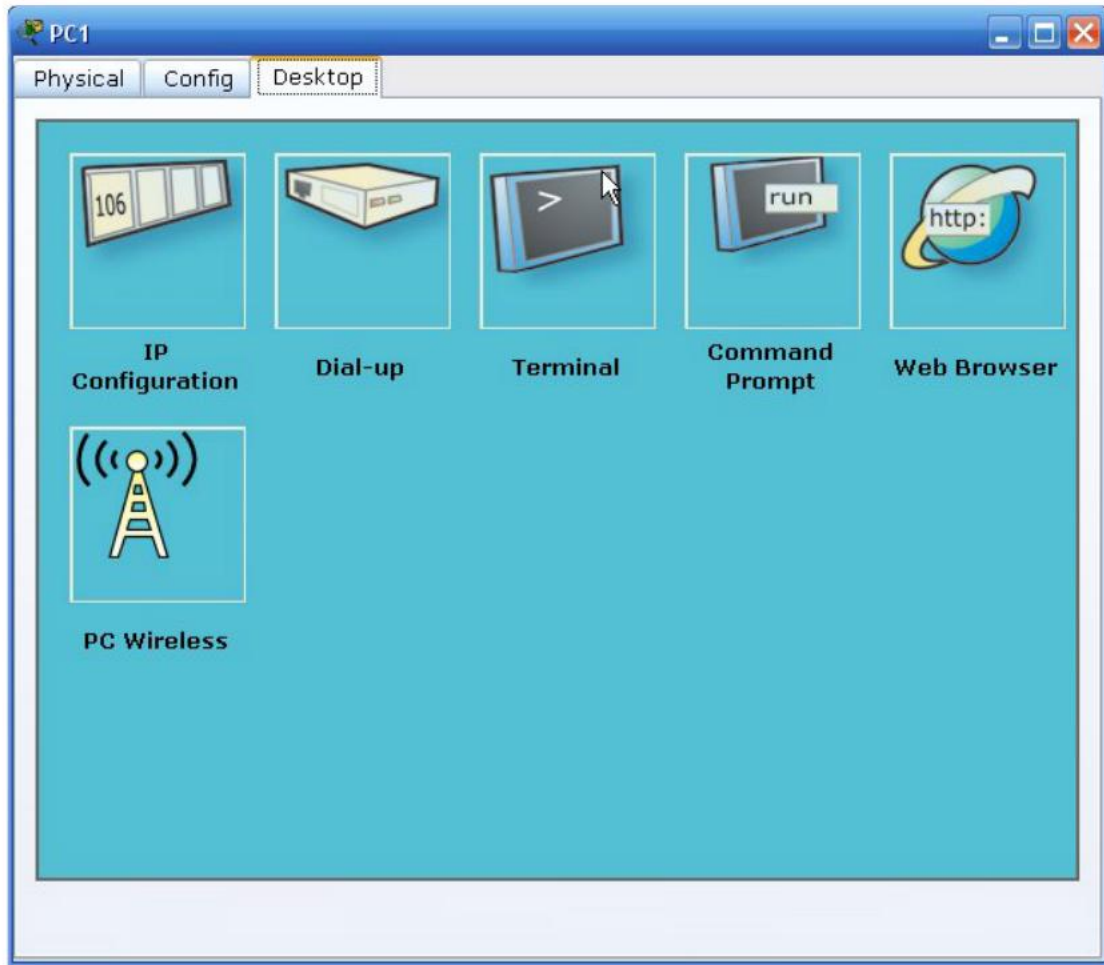 PC1
Physical Config Desktop
106
>
run
http:
IP
Configuration
Dial-up
Terminal
Command
Prompt
Web Browser
PC Wireless